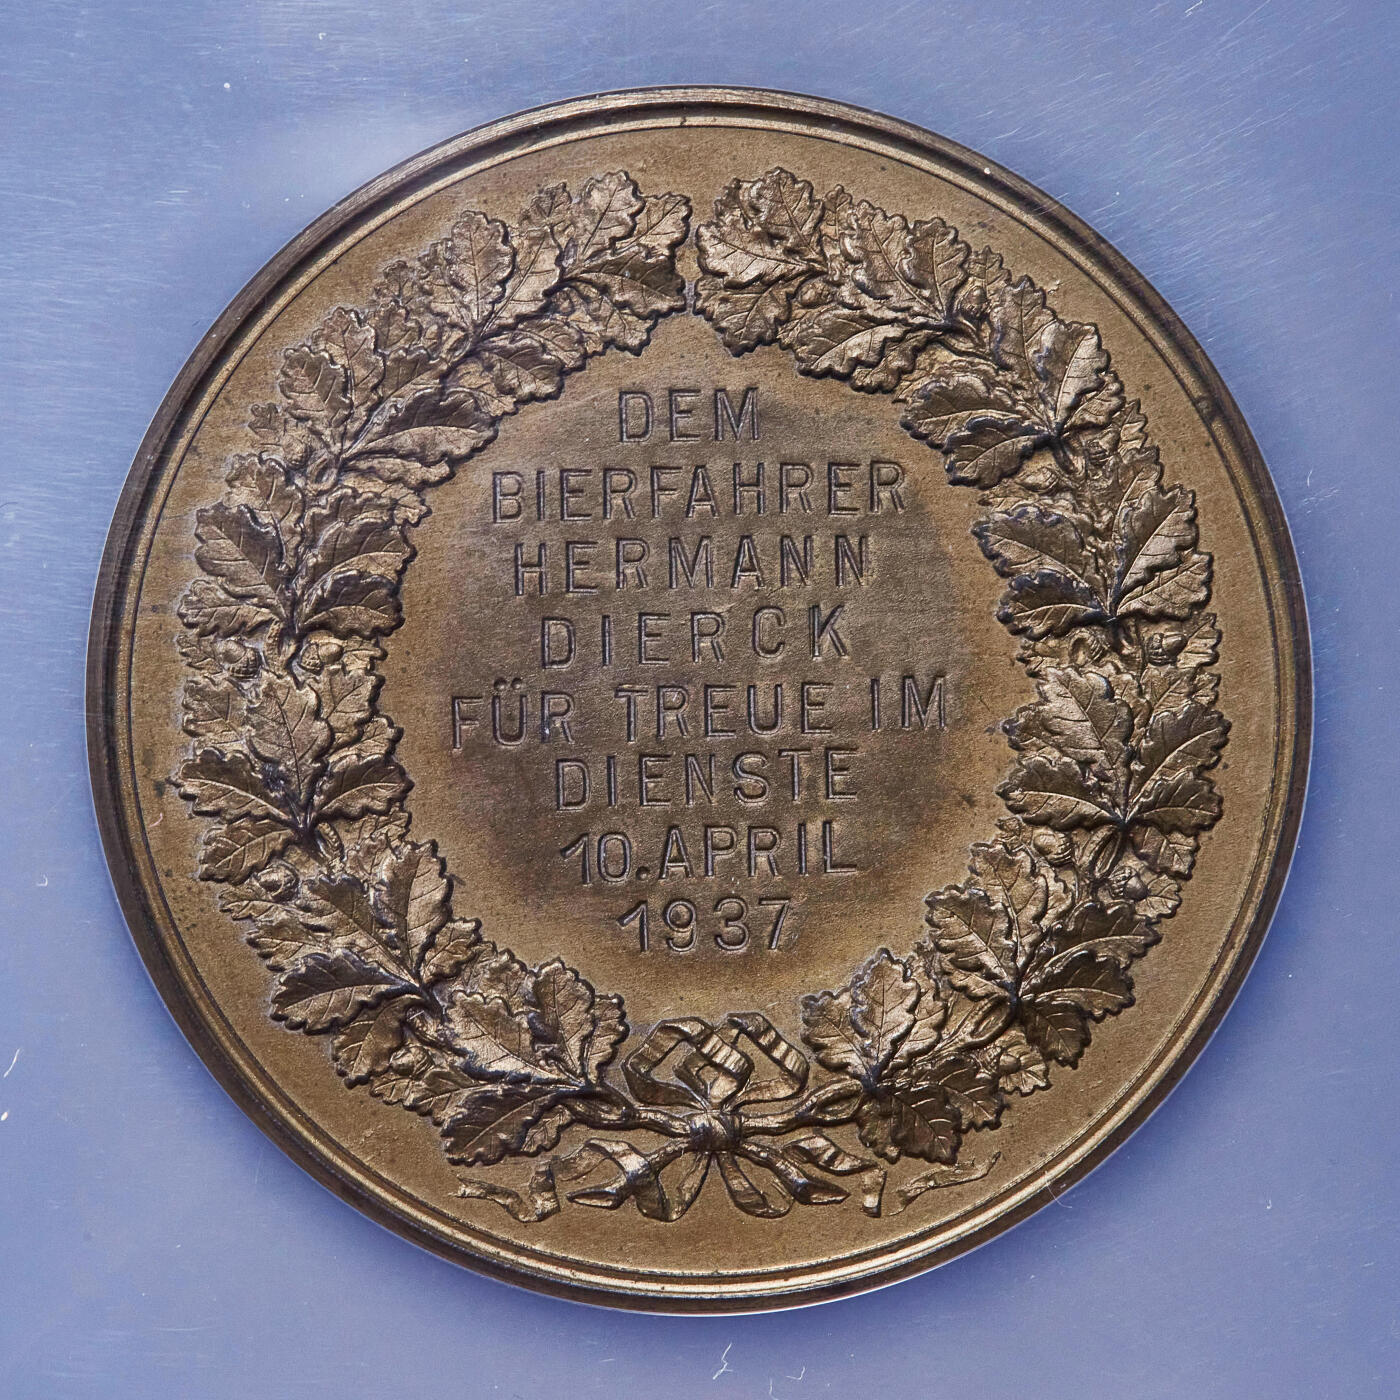 DEM
BIERFAHRER
HERMANN
DIERCK
FÜR TREUE IM
DIENSTE
10. APRIL
1937